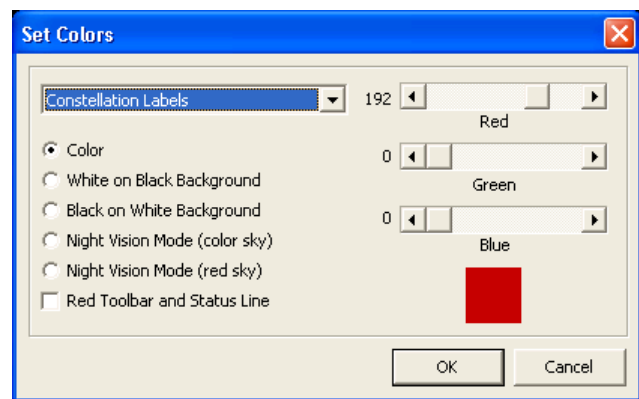 Set Colors
Constellation Labels
192
Red
Color
0
White on Black Background
Green
Black on White Background
0
Night Vision Mode (color sky)
Blue
Night Vision Mode (red sky)
Red Toolbar and Status Line
OK
Cancel